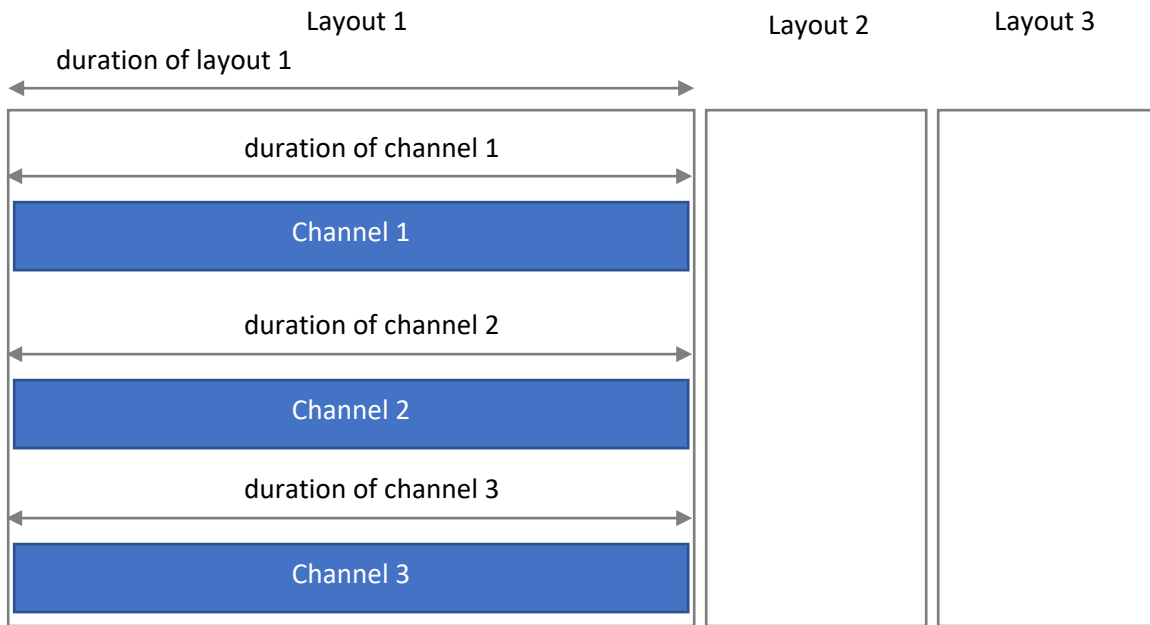 Layout 1
Layout 2
Layout 3
duration of layout 1
duration of channel 1
Channel 1
duration of channel 2
Channel 2
duration of channel 3
Channel 3